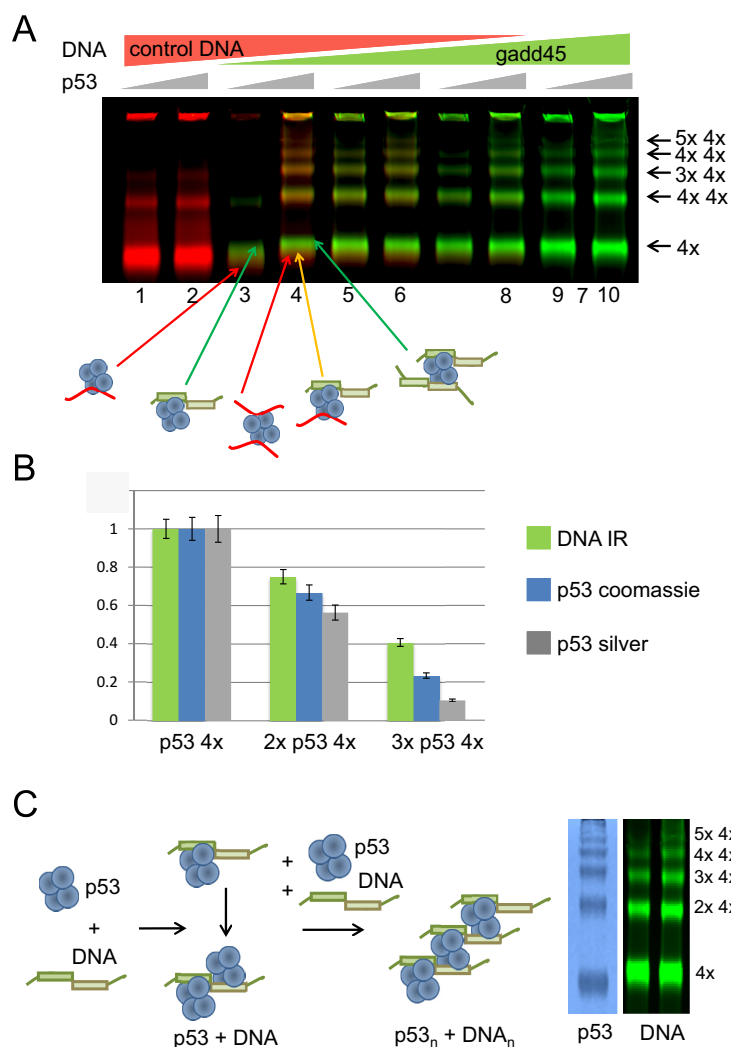 A
DNA
control DNA
gadd45
p53
5x 4x
4x 4x
3x 4x
4x 4x
4x
1 2 3 4 5 6 8 9 7 10
B
1
0.8
0.6
0.4
0.2
0
p53 4x 2x p53 4x 3x p53 4x
DNA IR
p53 coomassie
p53 silver
C
p53
+
DNA
+ p53
+ DNA
p53 + DNA
p53n + DNAn
5x 4x
4x 4x
3x 4x
2x 4x
4x
p53 DNA